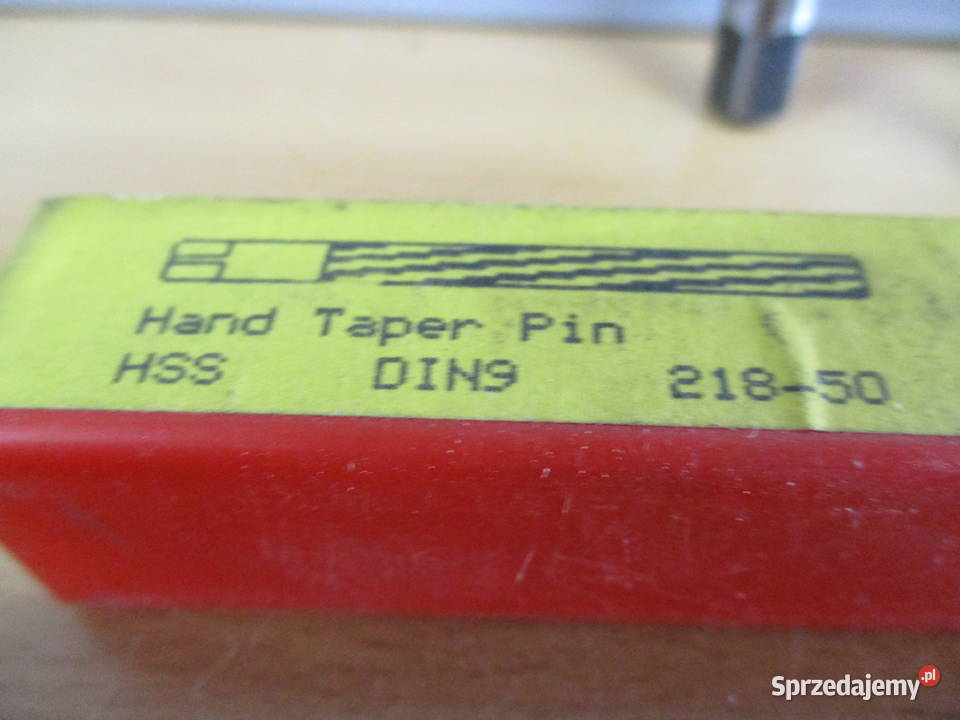 Hand Taper Pin
HSS DIN9 218-50
Sprzedajemy.pl